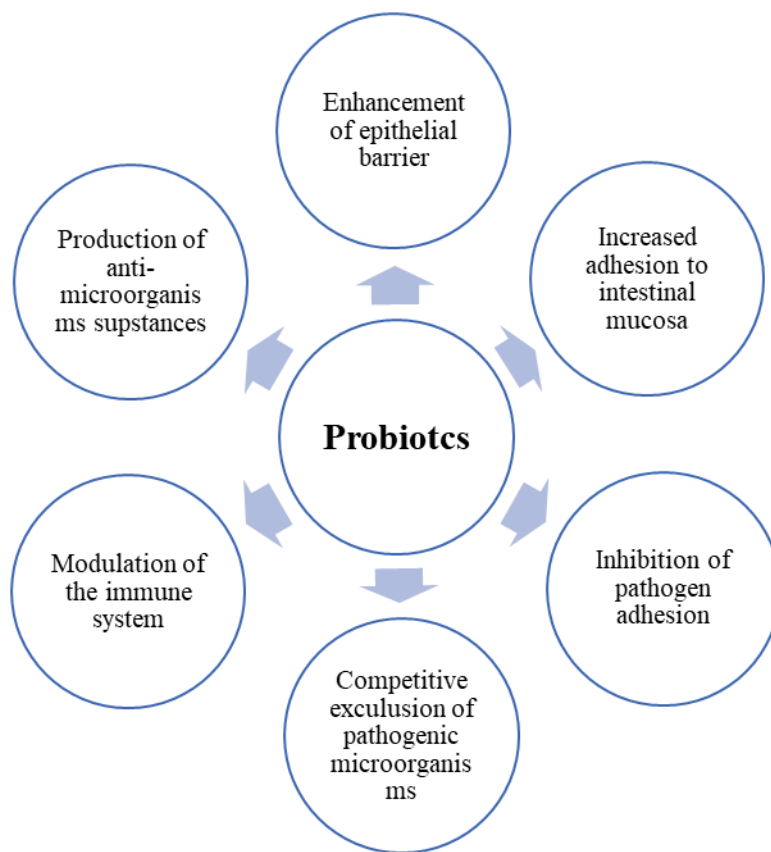 Enhancement
of epithelial
barrier
Increased
adhesion to
intestinal
mucosa
Inhibition of
pathogen
adhesion
Competitive
exculusion of
pathogenic
microorganis
ms
Modulation of
the immune
system
Production of
anti-
microorganis
ms supstances
Probiotcs